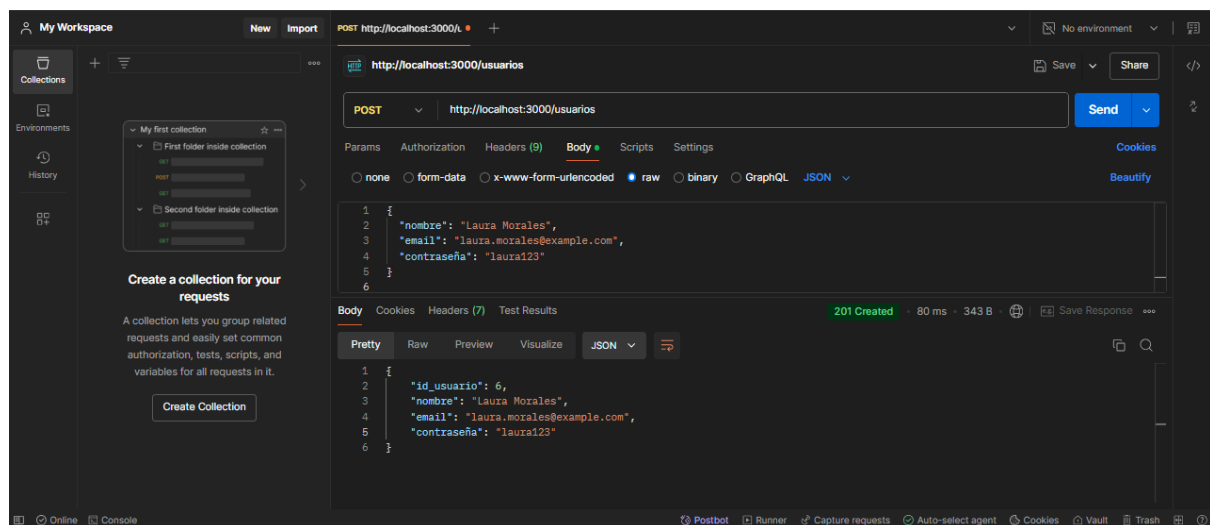 My Workspace
New Import
POST http://localhost:3000/u
No environment
Collections
Environments
History
My first collection
First folder inside collection
GET
POST
GET
Second folder inside collection
GET
GET
Create a collection for your
requests
A collection lets you group related
requests and easily set common
authorization, tests, scripts, and
variables for all requests in it.
Create Collection
HTTP http://localhost:3000/usuarios
Save Share
POST http://localhost:3000/usuarios
Send
Params Authorization Headers (9) Body Scripts Settings
Cookies
none form-data x-www-form-urlencoded raw binary GraphQL JSON
Beautify
1 {
2 "nombre": "Laura Morales",
3 "email": "laura.morales@example.com",
4 "contraseña": "laura123"
5 }
6
Body Cookies Headers (7) Test Results
201 Created 80 ms 343 B
Save Response
Pretty Raw Preview Visualize JSON
1 {
2 "id_usuario": 6,
3 "nombre": "Laura Morales",
4 "email": "laura.morales@example.com",
5 "contraseña": "laura123"
6 }
Online Console
Postbot Runner Capture requests Auto-select agent Cookies Vault Trash